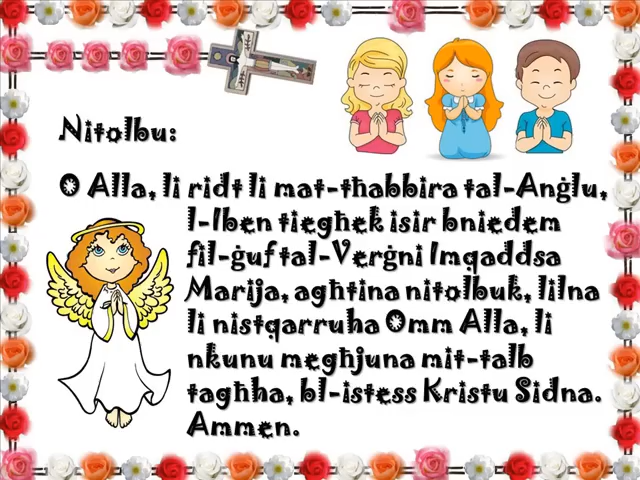 Nitolbu:
O Alla, li ridt li mat-tħabbira tal-Anġlu,
l-Iben tiegħek isir bniedem
fil-ġuf tal-Verġni Imqaddsa
Marija, agħtina nitolbuk, lilna
li nistqarruha Omm Alla, li
nkunu megħjuna mit-talb
tagħha, bl-istess Kristu Sidna.
Ammen.